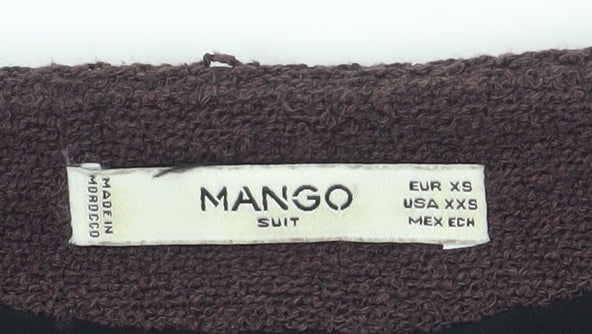 MADE IN
MOROCCO
MANGO
SUIT
EUR XS
USA XXS
MEX ECH